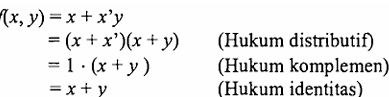 f(x, y) = x + x’y
= (x + x’)(x + y) (Hukum distributif)
= 1 · (x + y ) (Hukum komplemen)
= x + y (Hukum identitas)